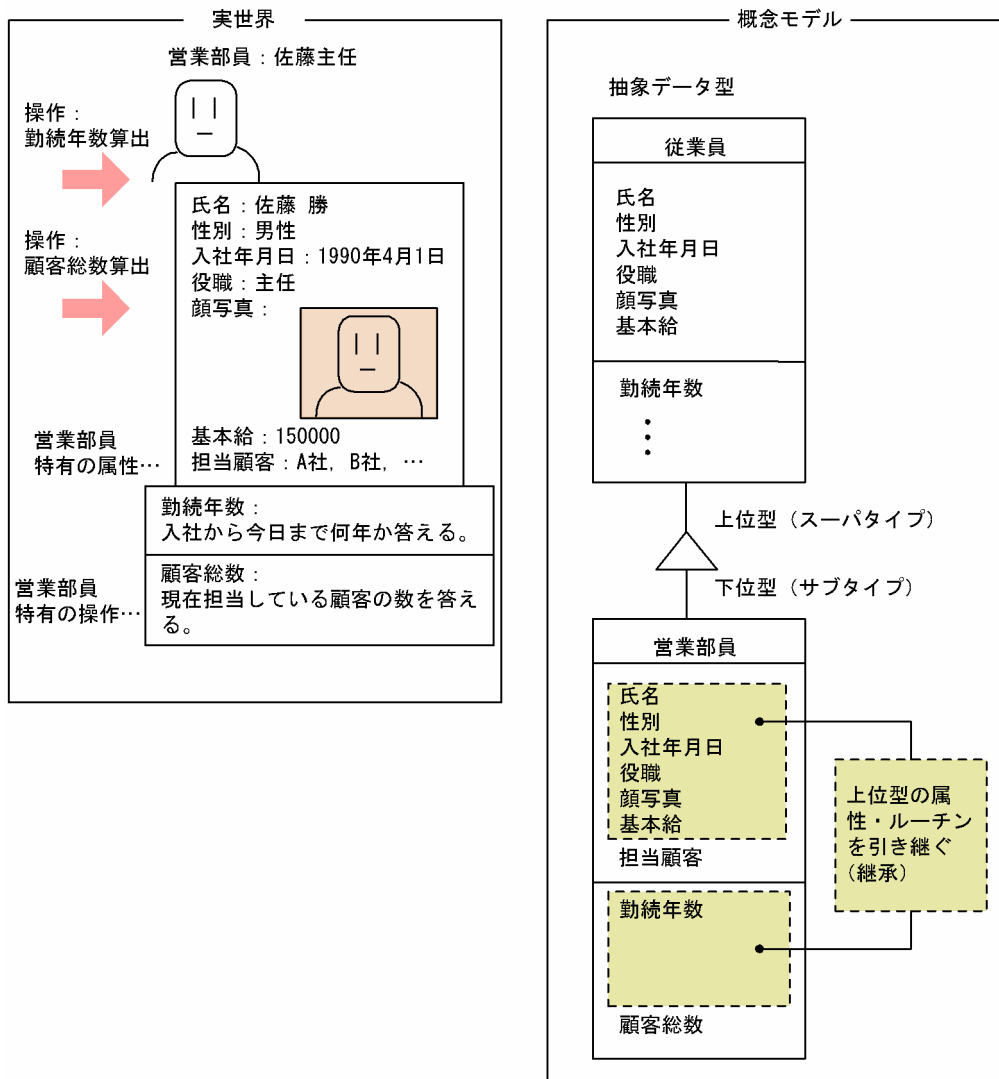 実世界
営業部員：佐藤主任
操作：
勤続年数算出
操作：
顧客総数算出
氏名：佐藤 勝
性別：男性
入社年月日：1990年4月1日
役職：主任
顔写真：
基本給：150000
担当顧客：A社，B社，…
営業部員
特有の属性…
勤続年数：
入社から今日まで何年か答える。
顧客総数：
現在担当している顧客の数を答え
る。
営業部員
特有の操作…
概念モデル
抽象データ型
従業員
氏名
性別
入社年月日
役職
顔写真
基本給
勤続年数
上位型（スーパタイプ）
下位型（サブタイプ）
営業部員
氏名
性別
入社年月日
役職
顔写真
基本給
担当顧客
勤続年数
顧客総数
上位型の属
性・ルーチン
を引き継ぐ
(継承)